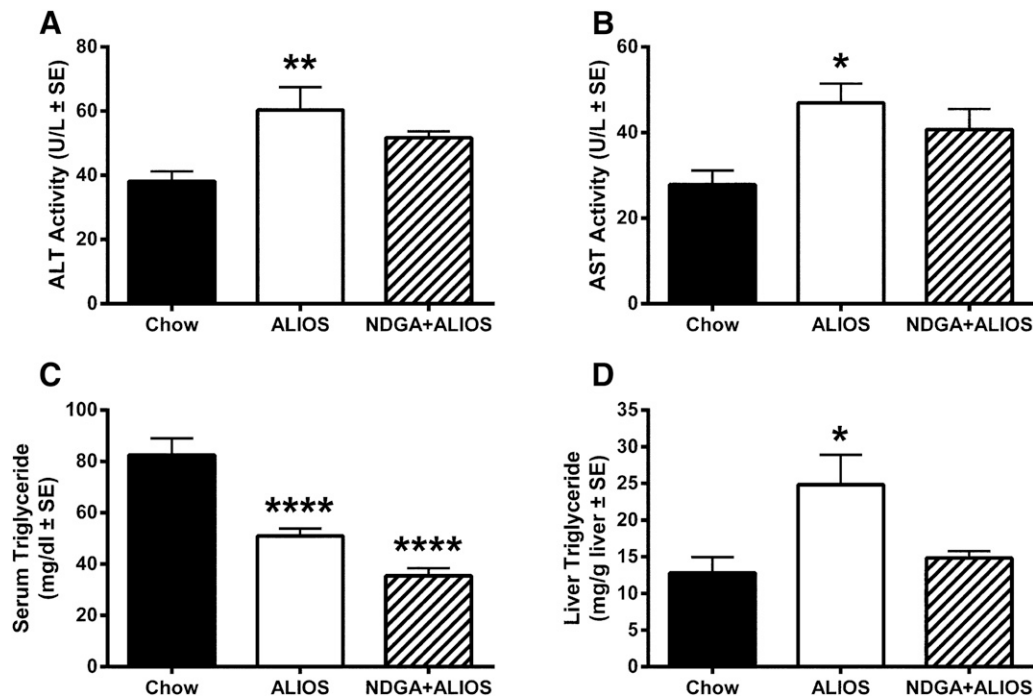 A
ALT Activity (U/L ± SE)
80
60
40
20
0
**
Chow
ALIOS
NDGA+ALIOS
B
AST Activity (U/L ± SE)
60
40
20
0
*
Chow
ALIOS
NDGA+ALIOS
C
Serum Triglyceride
(mg/dl ± SE)
100
80
60
40
20
0
****
****
Chow
ALIOS
NDGA+ALIOS
D
Liver Triglyceride
(mg/g liver ± SE)
35
30
25
20
15
10
5
0
*
Chow
ALIOS
NDGA+ALIOS